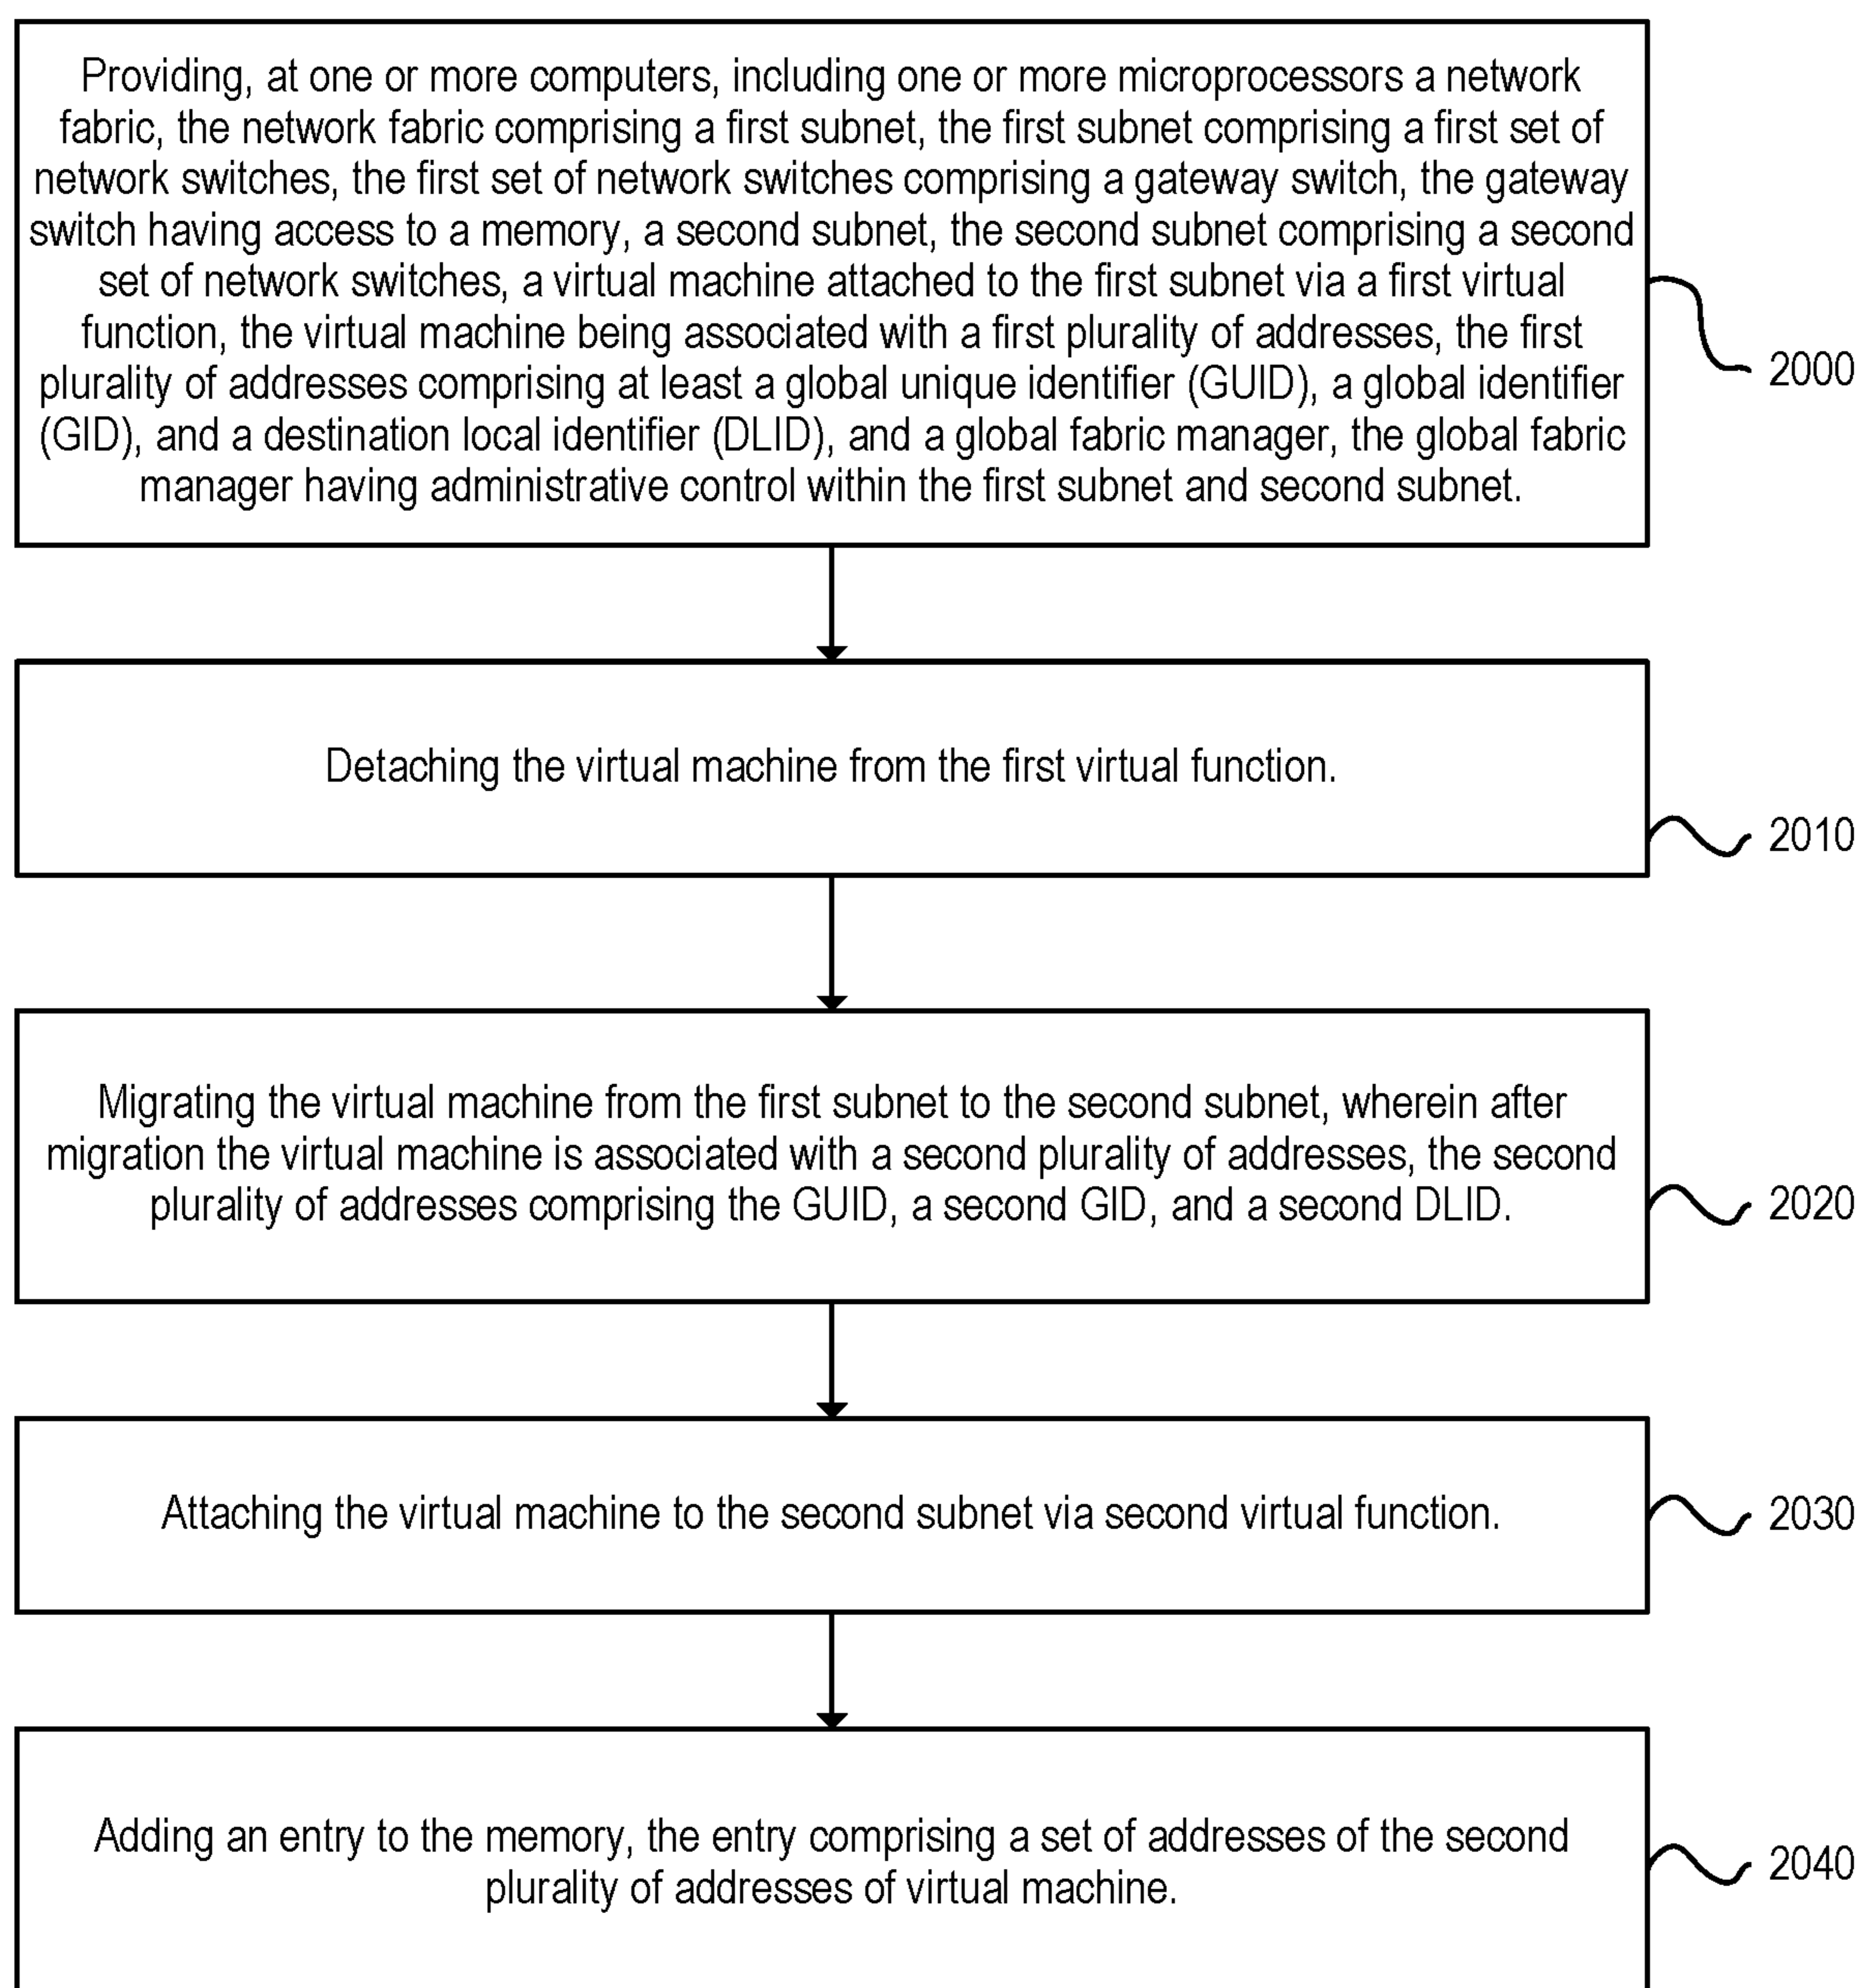 Providing, at one or more computers, including one or more microprocessors a network
fabric, the network fabric comprising a first subnet, the first subnet comprising a first set of
network switches, the first set of network switches comprising a gateway switch, the gateway
switch having access to a memory, a second subnet, the second subnet comprising a second
set of network switches, a virtual machine attached to the first subnet via a first virtual
function, the virtual machine being associated with a first plurality of addresses, the first
plurality of addresses comprising at least a global unique identifier (GUID), a global identifier
(GID), and a destination local identifier (DLID), and a global fabric manager, the global fabric
manager having administrative control within the first subnet and second subnet.
2000
Detaching the virtual machine from the first virtual function.
2010
Migrating the virtual machine from the first subnet to the second subnet, wherein after
migration the virtual machine is associated with a second plurality of addresses, the second
plurality of addresses comprising the GUID, a second GID, and a second DLID.
2020
Attaching the virtual machine to the second subnet via second virtual function.
2030
Adding an entry to the memory, the entry comprising a set of addresses of the second
plurality of addresses of virtual machine.
2040